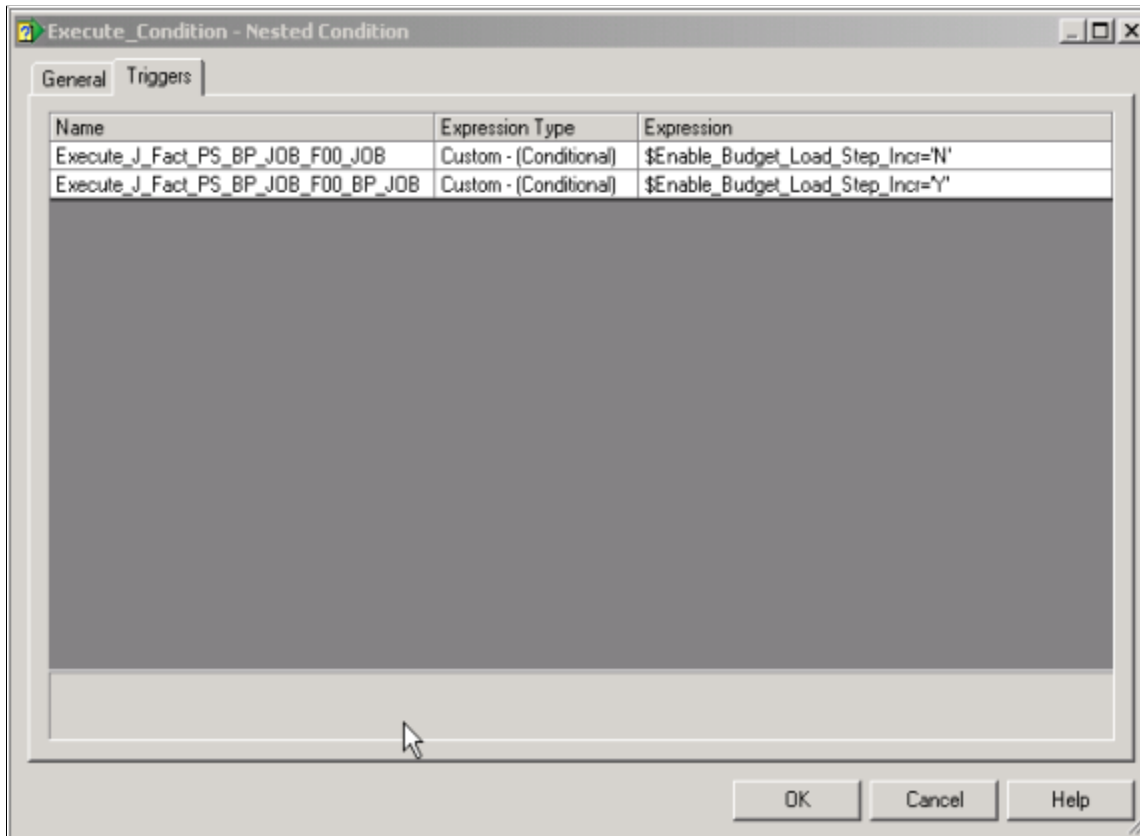 Execute_Condition - Nested Condition
General Triggers
Name Expression Type Expression
Execute_J_Fact_PS_BP_JOB_F00_JOB Custom - (Conditional) $Enable_Budget_Load_Step_Incr='N'
Execute_J_Fact_PS_BP_JOB_F00_BP_JOB Custom - (Conditional) $Enable_Budget_Load_Step_Incr='Y'
OK Cancel Help